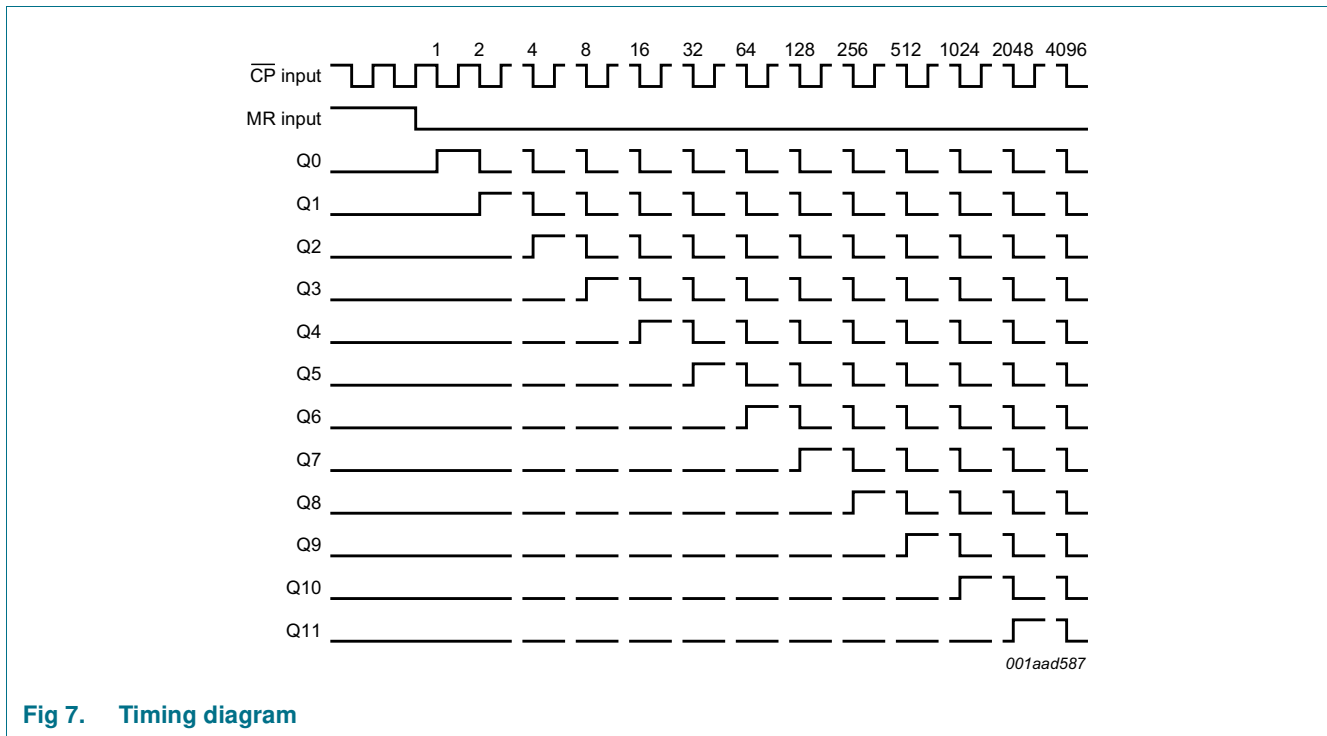 1 2 4 8 16 32 64 128 256 512 1024 2048 4096
CP input
MR input
Q0
Q1
Q2
Q3
Q4
Q5
Q6
Q7
Q8
Q9
Q10
Q11
001aad587
Fig 7. Timing diagram